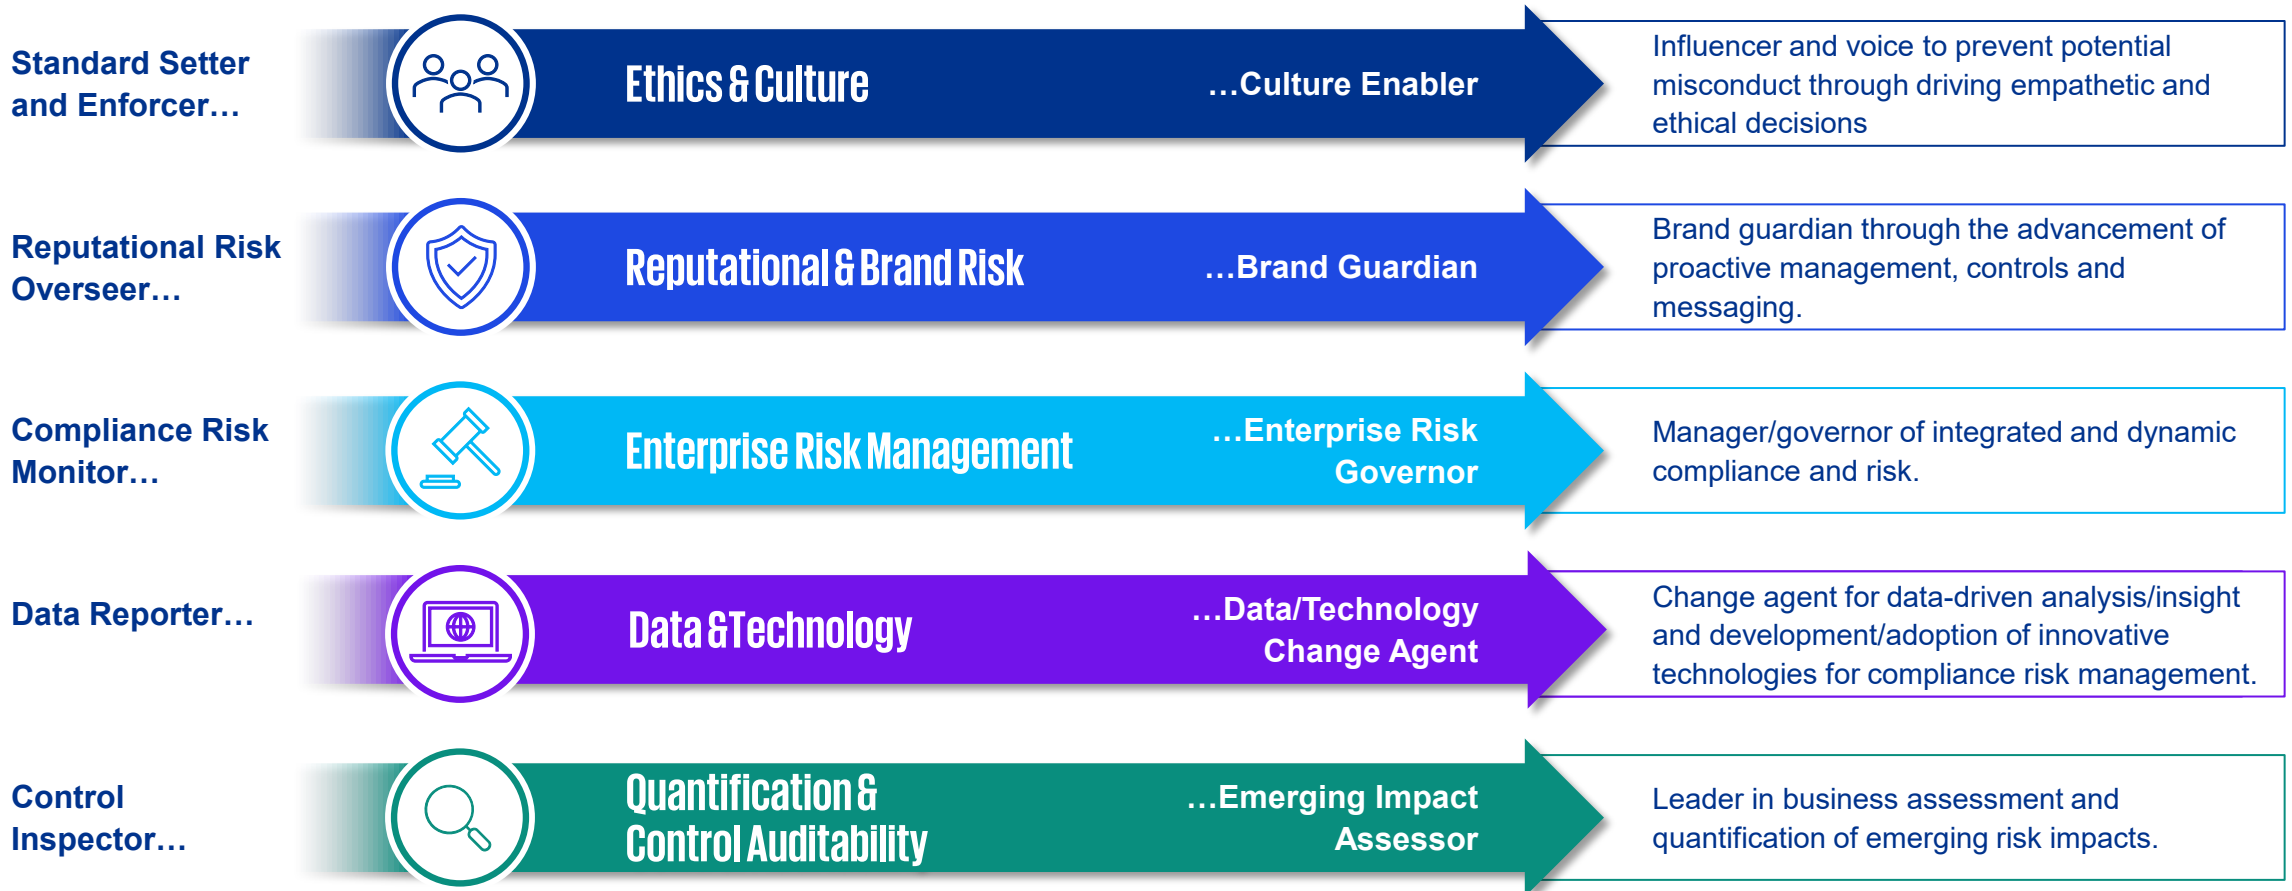 Standard Setter
and Enforcer…
Ethics & Culture
…Culture Enabler
Influencer and voice to prevent potential
misconduct through driving empathetic and
ethical decisions
Reputational Risk
Overseer…
Reputational & Brand Risk
…Brand Guardian
Brand guardian through the advancement of
proactive management, controls and
messaging.
Compliance Risk
Monitor…
Enterprise Risk Management
…Enterprise Risk
Governor
Manager/governor of integrated and dynamic
compliance and risk.
Data Reporter…
Data &Technology
…Data/Technology
Change Agent
Change agent for data-driven analysis/insight
and development/adoption of innovative
technologies for compliance risk management.
Control
Inspector…
Quantification &
Control Auditability
…Emerging Impact
Assessor
Leader in business assessment and
quantification of emerging risk impacts.